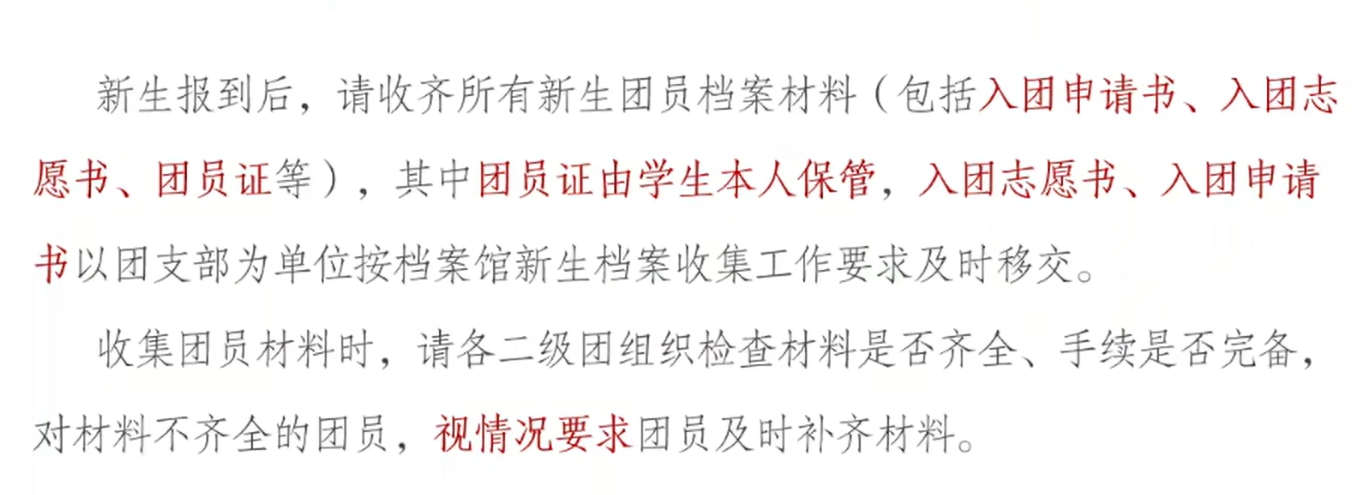 新生报到后，请收齐所有新生团员档案材料（包括入团申请书、入团志
愿书、团员证等），其中团员证由学生本人保管，入团志愿书、入团申请
书以团支部为单位按档案馆新生档案收集工作要求及时移交。
收集团员材料时，请各二级团组织检查材料是否齐全、手续是否完备，
对材料不齐全的团员，视情况要求团员及时补齐材料。